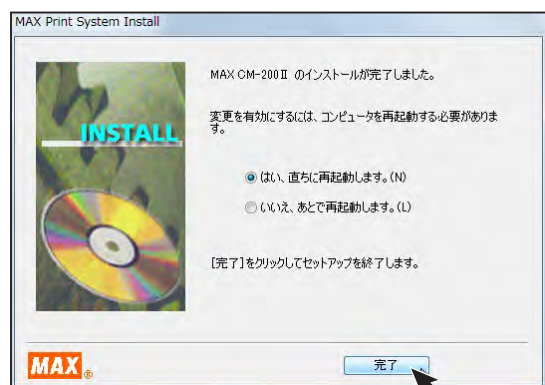 MAX Print System Install
MAX CM-200Ⅱ のインストールが完了しました。
変更を有効にするには、コンピュータを再起動する必要がありま
す。
INSTALL
はい、直ちに再起動します。(N)
いいえ、あとで再起動します。(L)
[完了]をクリックしてセットアップを終了します。
MAX®
完了